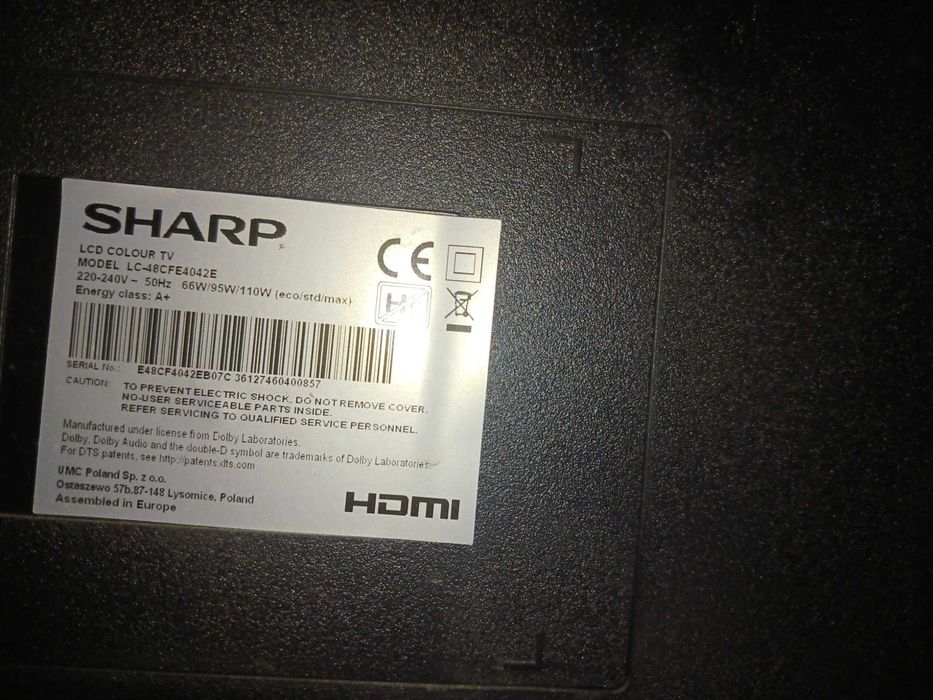 SHARP
LCD COLOUR TV
MODEL LC-48CFE4042E
220-240V ~ 50Hz 66W/95W/110W (eco/std/max)
Energy class: A+
CE
SERIAL No.: E48CF4042EB07C 36127460400857
CAUTION: TO PREVENT ELECTRIC SHOCK, DO NOT REMOVE COVER.
NO-USER SERVICEABLE PARTS INSIDE.
REFER SERVICING TO QUALIFIED SERVICE PERSONNEL.
Manufactured under license from Dolby Laboratories.
Dolby, Dolby Audio and the double-D symbol are trademarks of Dolby Laboratories.
For DTS patents, see http://patents.dts.com
UMC Poland Sp. z o.o.
Ostaszewo 57b,87-148 Lysomice, Poland
Assembled in Europe
HDMI